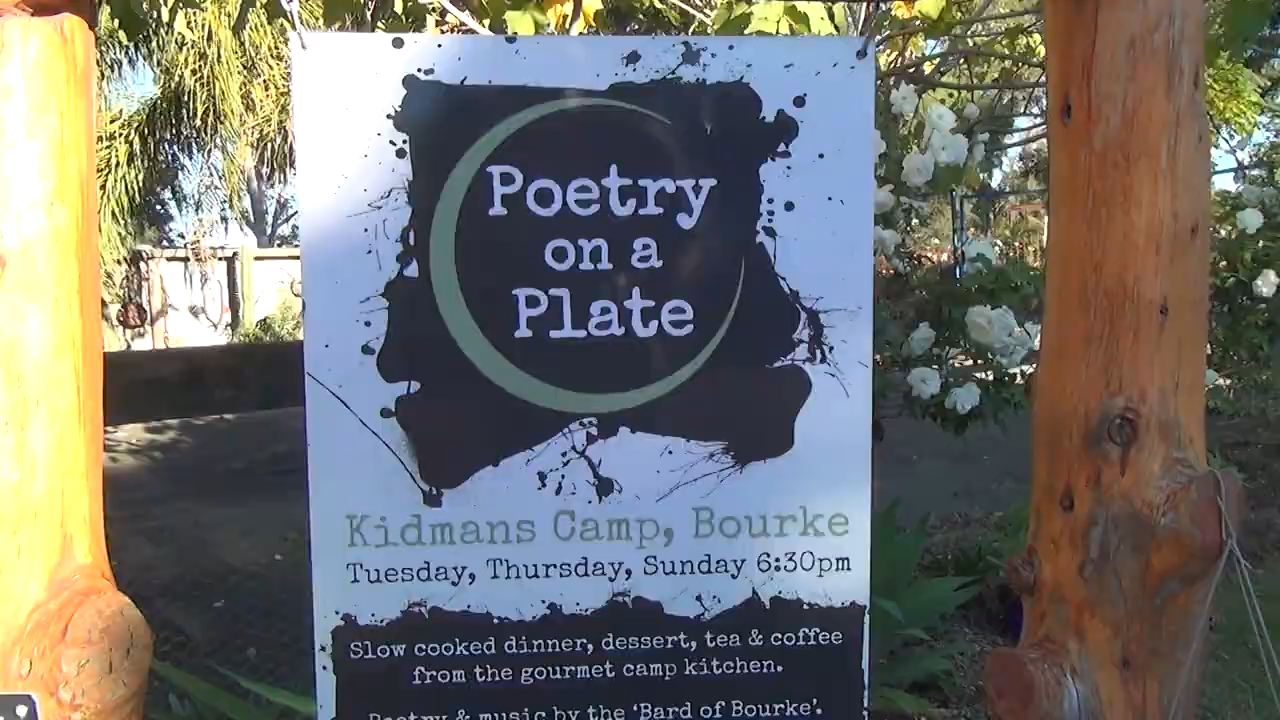 Poetry
on a
Plate
Kidmans Camp, Bourke
Tuesday, Thursday, Sunday 6:30pm
Slow cooked dinner, dessert, tea & coffee
from the gourmet camp kitchen.
Poetry & music by the ‘Bard of Bourke’.